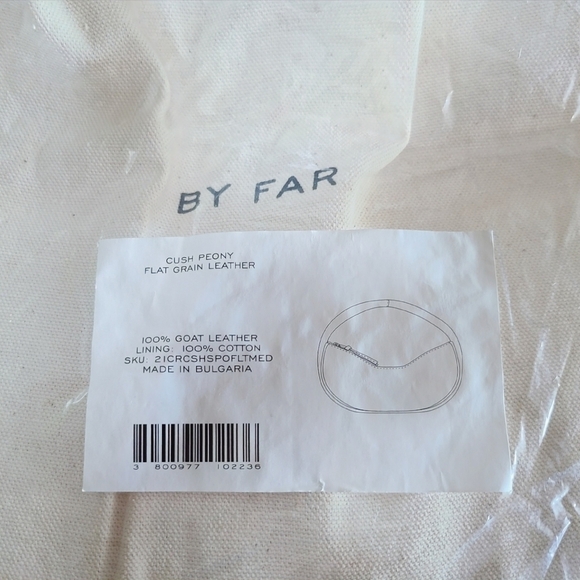 BY FAR
CUSH PEONY
FLAT GRAIN LEATHER
100% GOAT LEATHER
LINING: 100% COTTON
SKU: 21CRCSHSPOFLTMED
MADE IN BULGARIA
3 800977 102236